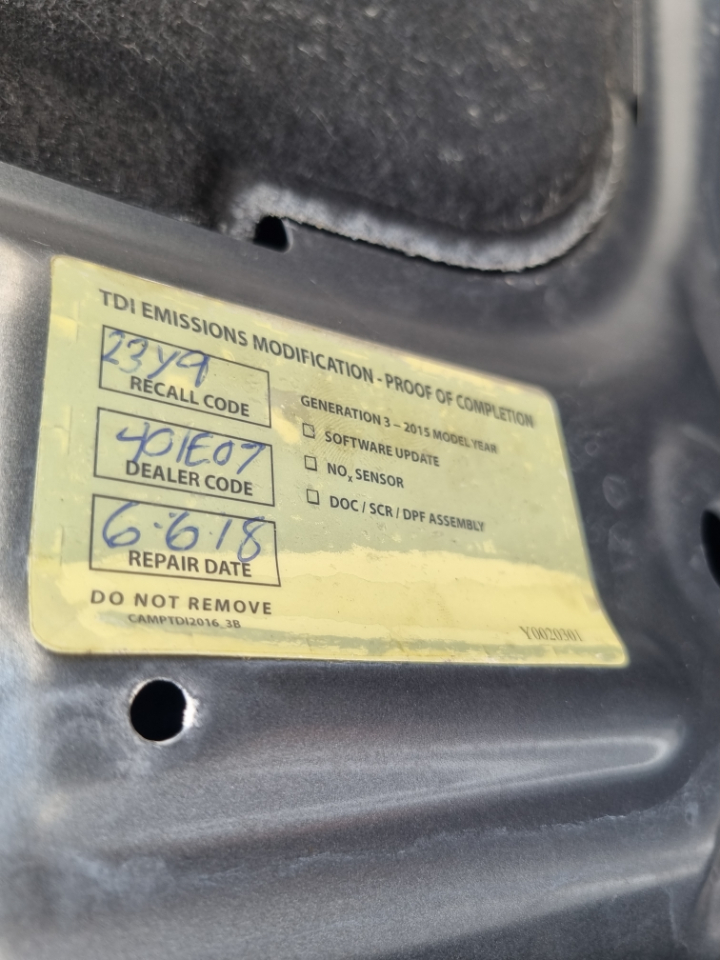 TDI EMISSIONS MODIFICATION - PROOF OF COMPLETION
23Y9
RECALL CODE
401E07
DEALER CODE
6·6·18
REPAIR DATE
GENERATION 3 – 2015 MODEL YEAR
☐ SOFTWARE UPDATE
☐ NOₓ SENSOR
☐ DOC / SCR / DPF ASSEMBLY
DO NOT REMOVE
CAMPTDI2016_3B
Y0020301